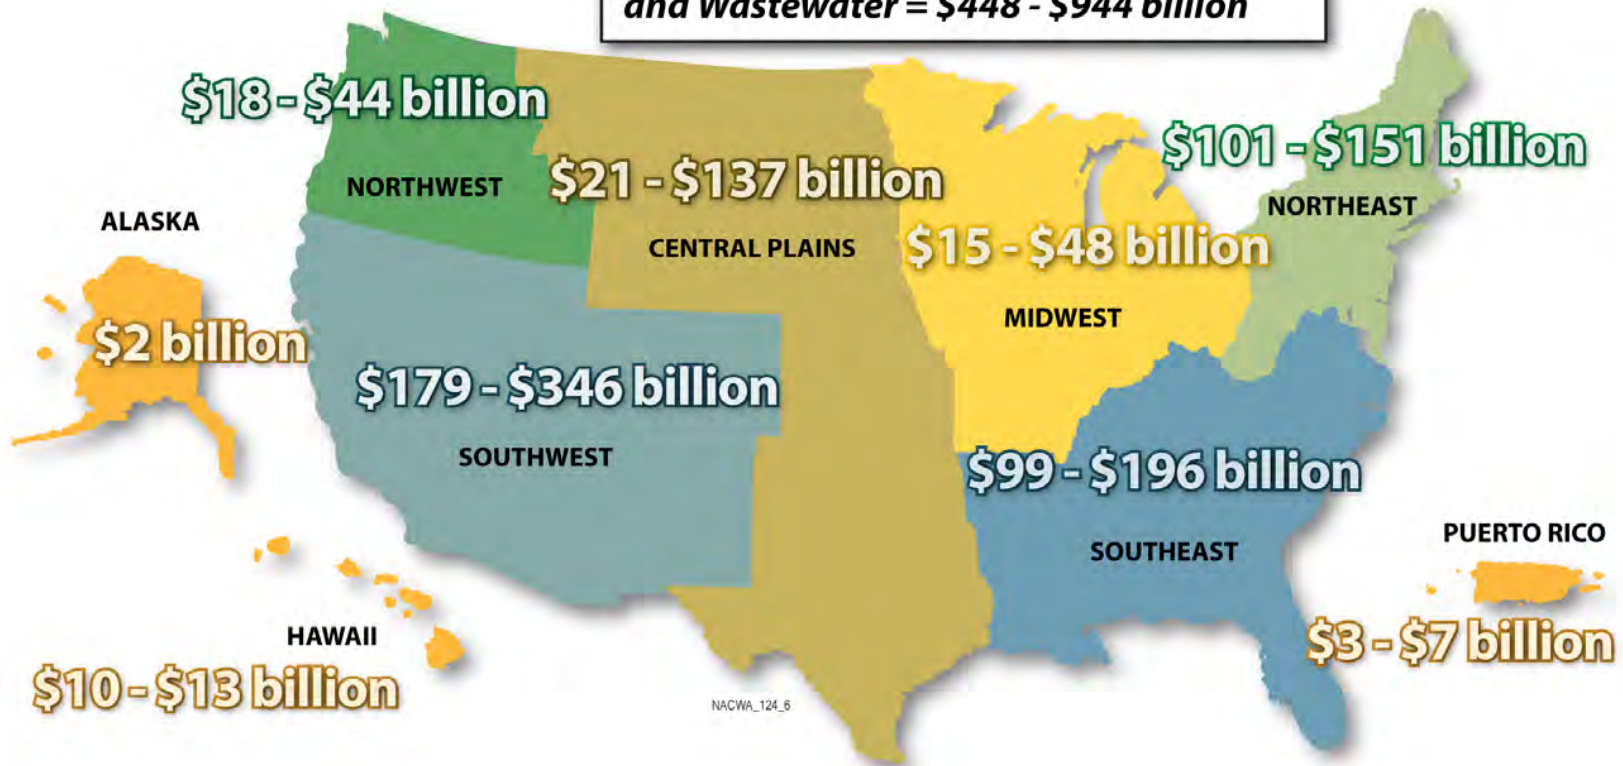 and Wastewater = $448 - $944 billion
$18 - $44 billion
NORTHWEST
$21 - $137 billion
CENTRAL PLAINS
$101 - $151 billion
NORTHEAST
$15 - $48 billion
MIDWEST
ALASKA
$2 billion
$179 - $346 billion
SOUTHWEST
$99 - $196 billion
SOUTHEAST
PUERTO RICO
$3 - $7 billion
HAWAII
$10 - $13 billion
NACWA_124_6